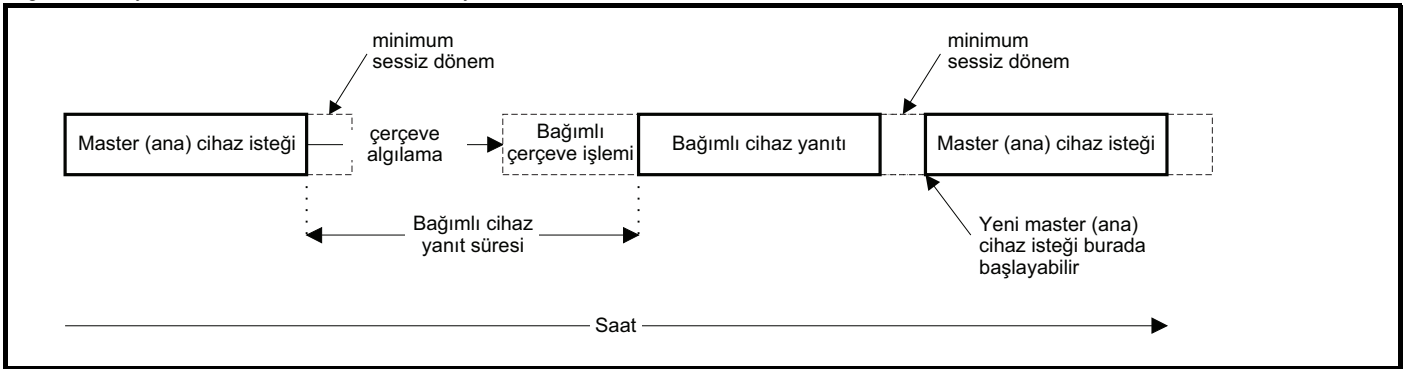 minimum
sessiz dönem
minimum
sessiz dönem
Master (ana) cihaz isteği
çerçeve
algılama
Bağımlı
çerçeve işlemi
Bağımlı cihaz yanıtı
Master (ana) cihaz isteği
Bağımlı cihaz
yanıt süresi
Yeni master (ana)
cihaz isteği burada
başlayabilir
Saat